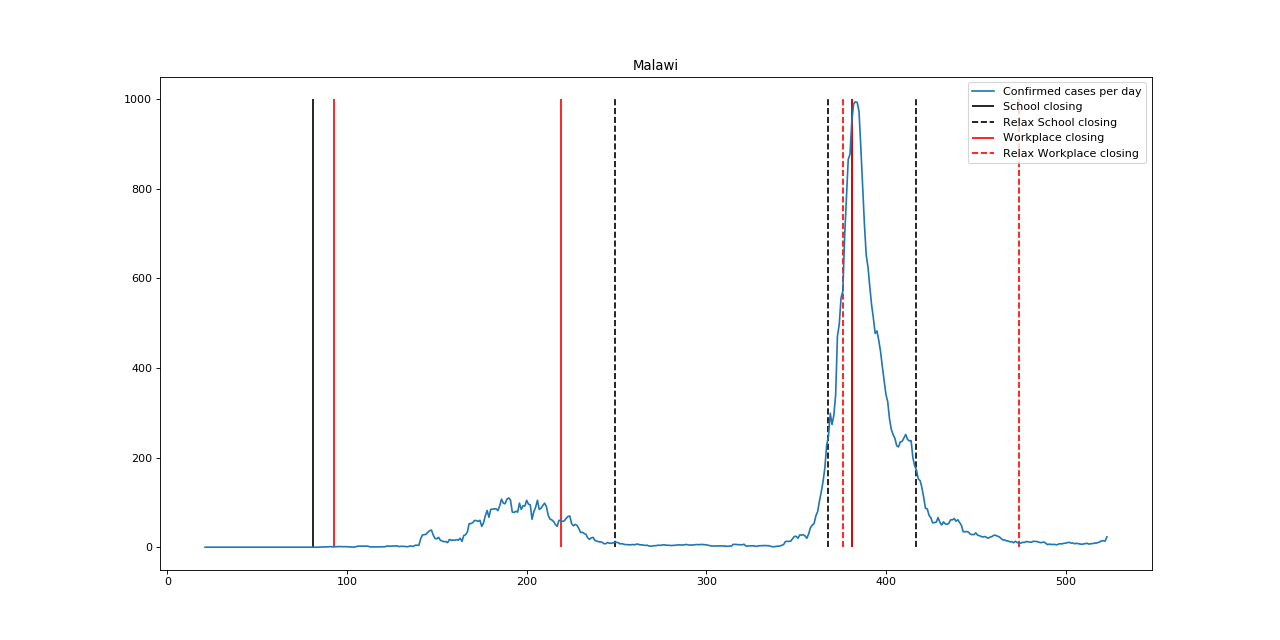 Malawi
1000
800
600
400
200
0
0 100 200 300 400 500
Confirmed cases per day
School closing
Relax School closing
Workplace closing
Relax Workplace closing